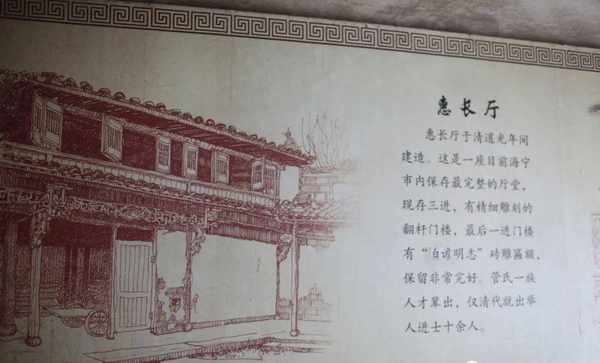 惠长厅
惠长厅于清道光年间
建造。这是一座目前海宁
市内保存最完整的厅堂，
现存三进，有精细雕刻的
翻杆门楼，最后一进门楼
有“泊谁明志”砖雕匾额，
保留非常完好。管氏一族
人才辈出，仅清代就出举
人进士十余人。